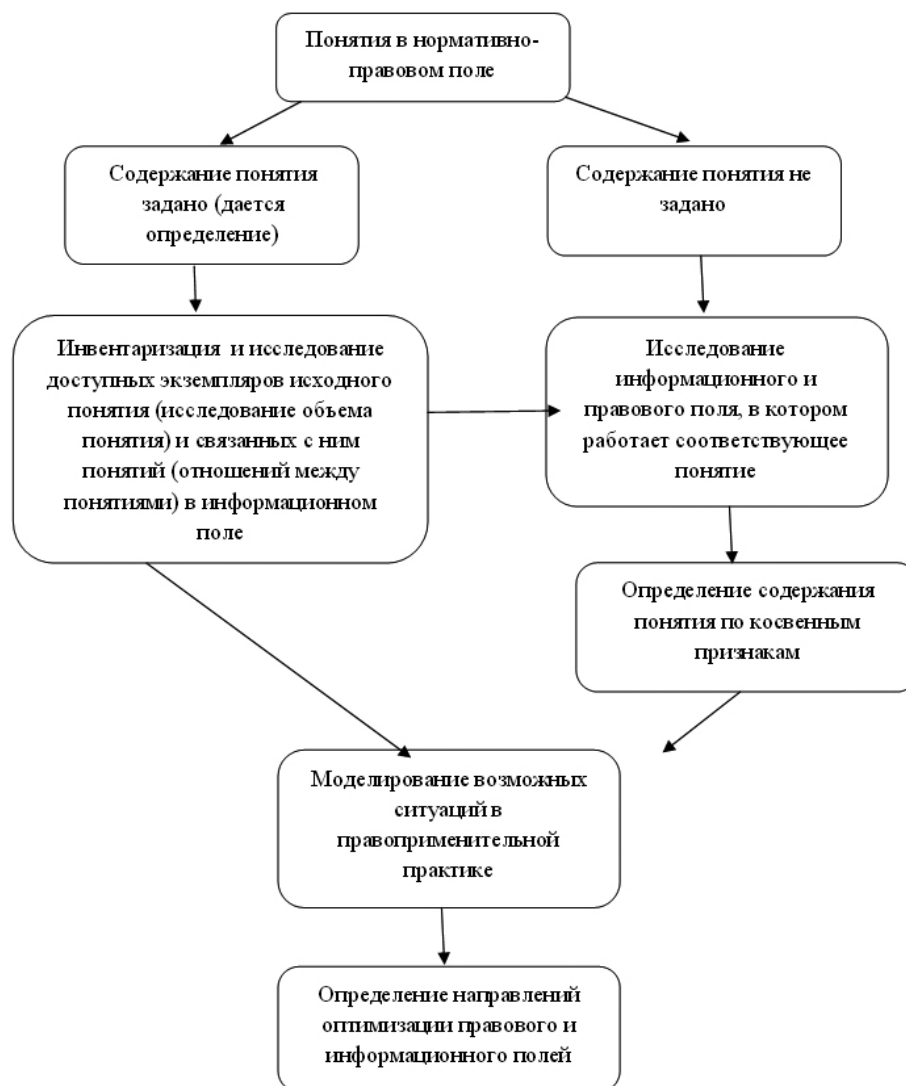 Понятия в нормативно-
правовом поле
Содержание понятия
задано (дается
определение)
Содержание понятия не
задано
Инвентаризация и исследование
доступных экземпляров исходного
понятия (исследование объема
понятия) и связанных с ним
понятий (отношений между
понятиями) в информационном
поле
Исследование
информационного и
правового поля, в котором
работает соответствующее
понятие
Определение содержания
понятия по косвенным
признакам
Моделирование возможных
ситуаций в
правоприменительной
практике
Определение направлений
оптимизации правового и
информационного полей